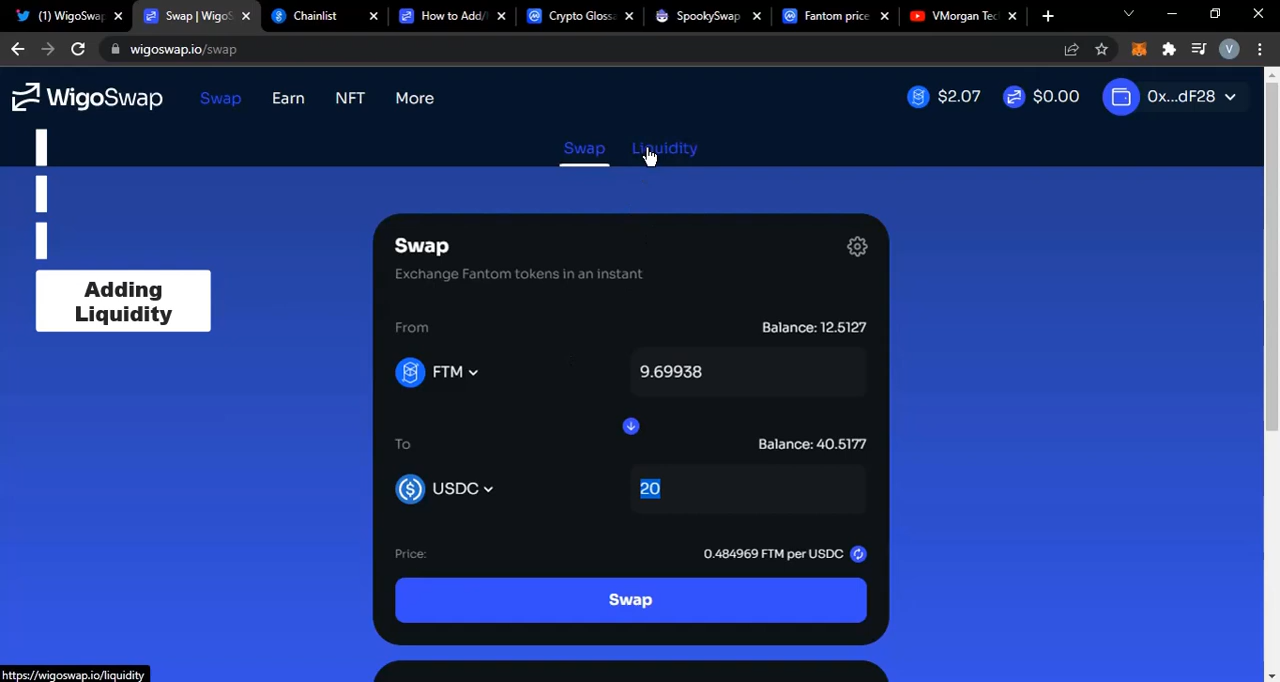 (1) WigoSwap
Swap | WigoS
Chainlist
How to Add/
Crypto Gloss
SpookySwap
Fantom price
VMorgan Tec
wigoswap.io/swap
V
WigoSwap
Swap
Earn
NFT
More
$2.07
$0.00
0x...dF28
Swap
Liquidity
Adding
Liquidity
Swap
Exchange Fantom tokens in an instant
From
Balance: 12.5127
FTM
9.69938
To
Balance: 40.5177
USDC
20
Price:
0.484969 FTM per USDC
Swap
https://wigoswap.io/liquidity